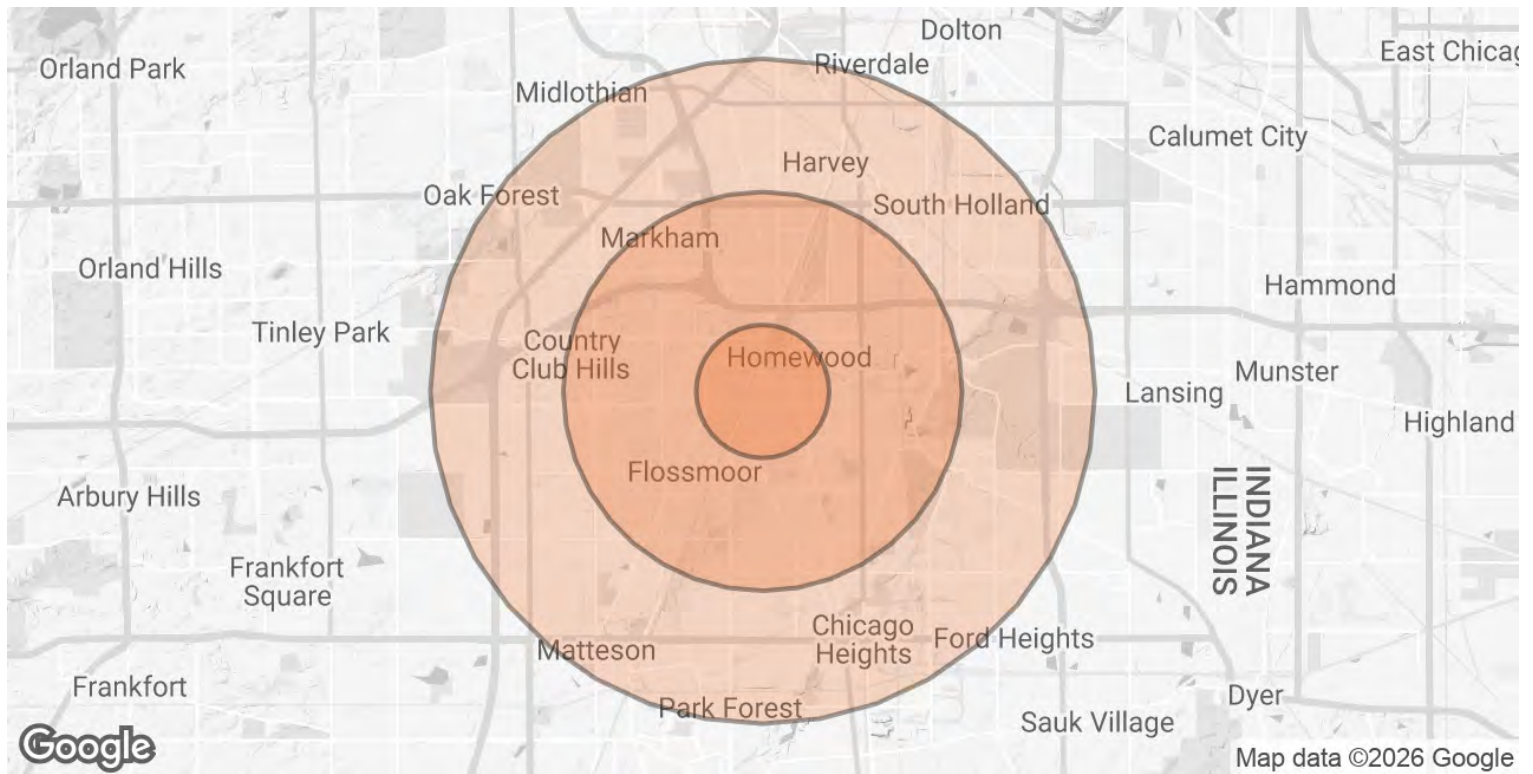 Dolton
East Chicag
Orland Park
Riverdale
Midlothian
Calumet City
Harvey
Oak Forest
South Holland
Markham
Orland Hills
Hammond
Tinley Park
Country
Club Hills
Homewood
Munster
Lansing
Highland
Flossmoor
INDIANA
ILLINOIS
Arbury Hills
Frankfort
Square
Chicago
Heights
Ford Heights
Matteson
Frankfort
Dyer
Park Forest
Sauk Village
Google
Map data ©2026 Google